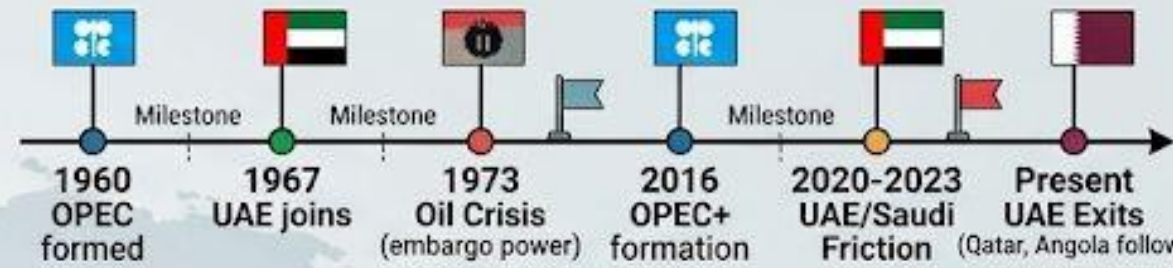 Milestone
Milestone
Milestone
1960
OPEC
formed
1967
UAE joins
1973
Oil Crisis
(embargo power)
2016
OPEC+
formation
2020-2023
UAE/Saudi
Friction
Present
UAE Exits
(Qatar, Angola follow